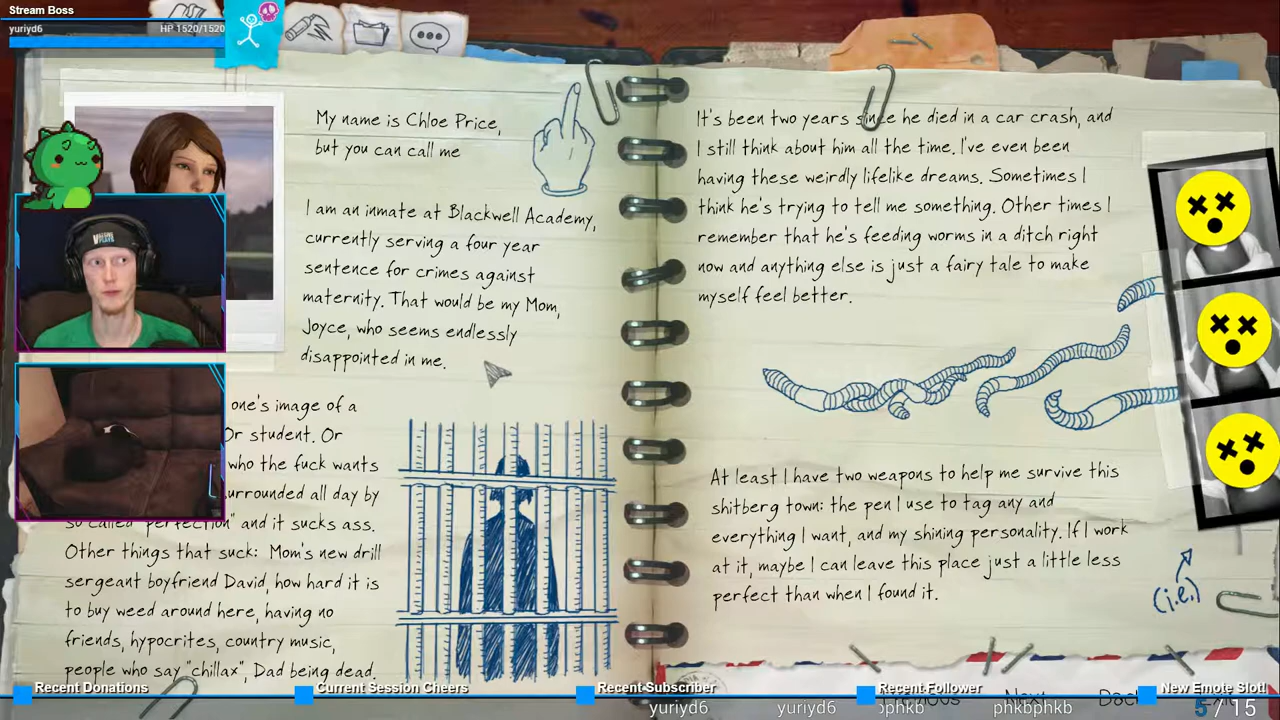 Stream Boss
yuriyd6
HP 1520/1520
My name is Chloe Price,
but you can call me
I am an inmate at Blackwell Academy,
currently serving a four year
sentence for crimes against
maternity. That would be my Mom,
Joyce, who seems endlessly
disappointed in me.
one's image of a
Or student. Or
who the fuck wants
surrounded all day by
so called "perfection" and it sucks ass.
Other things that suck: Mom's new drill
sergeant boyfriend David, how hard it is
to buy weed around here, having no
friends, hypocrites, country music,
people who say "chillax", Dad being dead.
It's been two years since he died in a car crash, and
I still think about him all the time. I've even been
having these weirdly lifelike dreams. Sometimes I
think he's trying to tell me something. Other times I
remember that he's feeding worms in a ditch right
now and anything else is just a fairy tale to make
myself feel better.
At least I have two weapons to help me survive this
shitberg town: the pen I use to tag any and
everything I want, and my shining personality. If I work
at it, maybe I can leave this place just a little less
perfect than when I found it.
(i.e.)
Recent Donations
Current Session Cheers
Recent Subscriber
yuriyd6
yuriyd6
Recent Follower
phkb
phkbphkb
New Emote Slot!
5 / 15